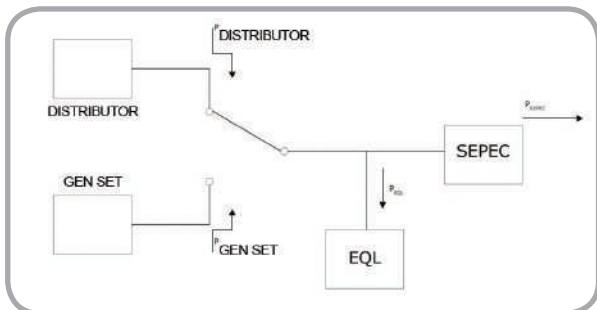 P DISTRIBUTOR
DISTRIBUTOR
P SEPEC
SEPEC
GEN SET
P EQL
P GEN SET
EQL